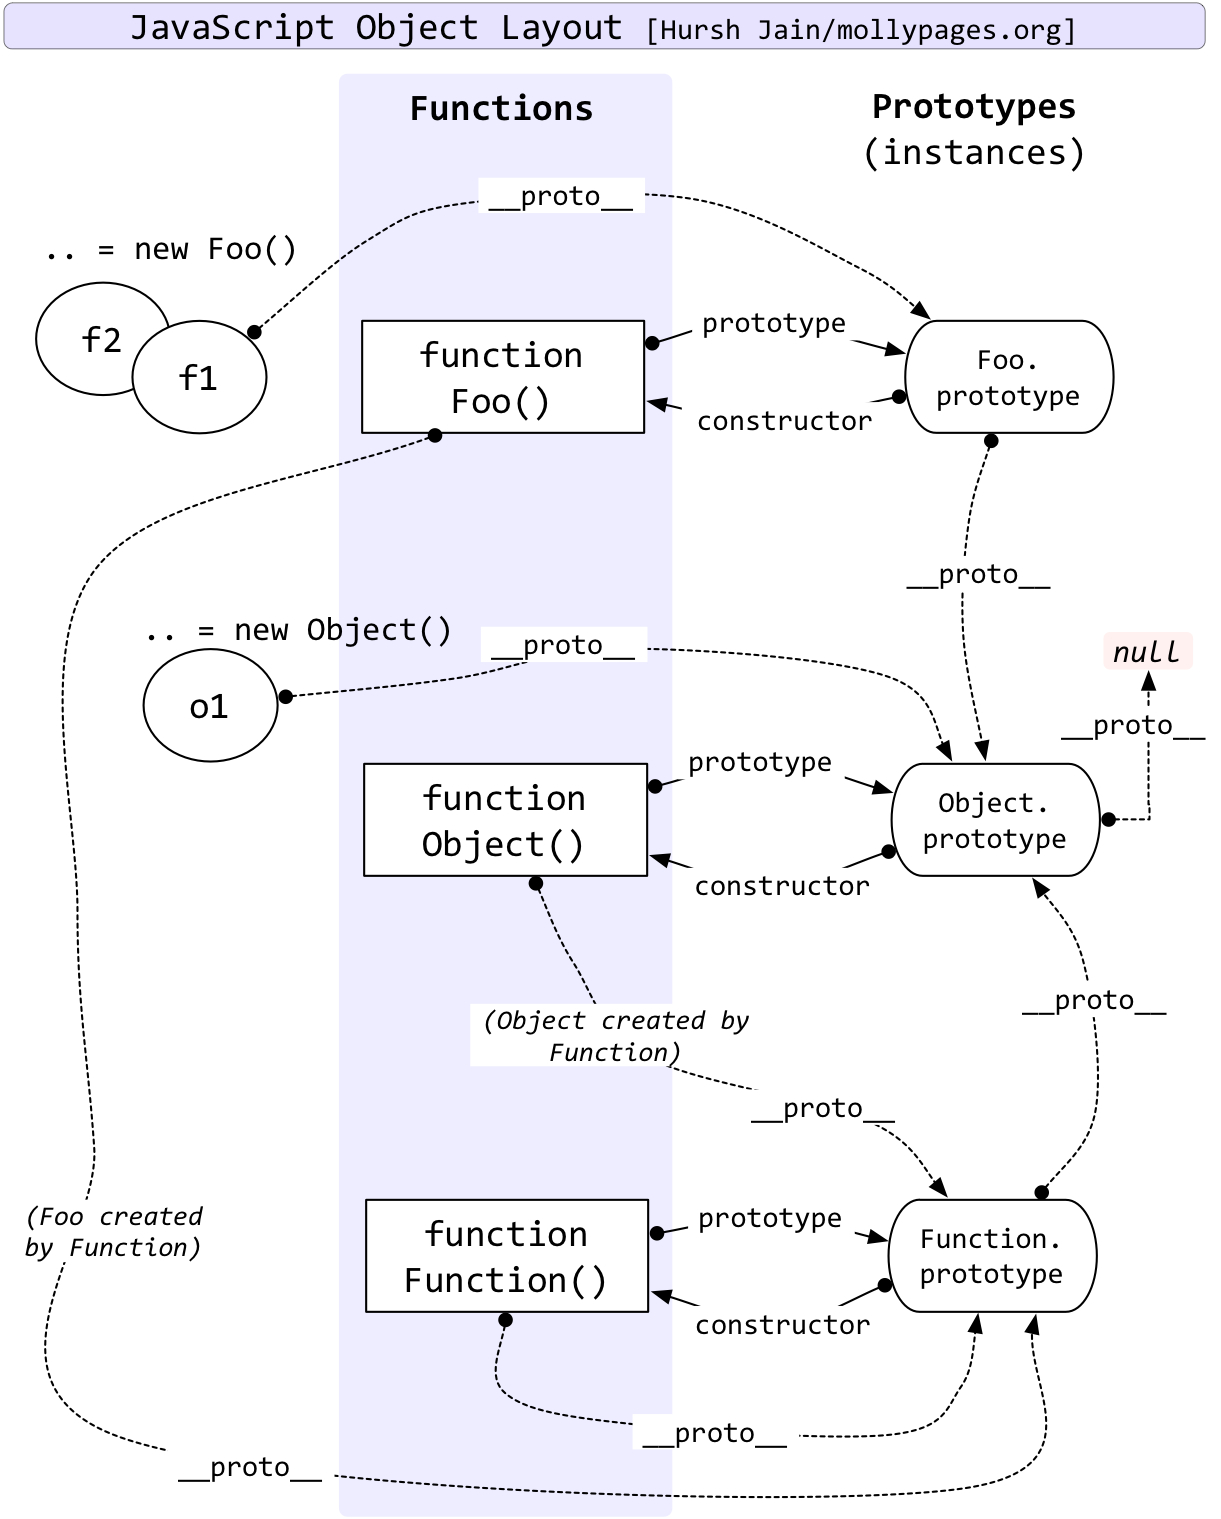 JavaScript Object Layout [Hursh Jain/mollypages.org]
Functions
Prototypes
(instances)
__proto__
.. = new Foo()
f2
f1
function
Foo()
prototype
constructor
Foo.
prototype
__proto__
.. = new Object()
__proto__
o1
null
__proto__
function
Object()
prototype
constructor
Object.
prototype
(Object created by
Function)
__proto__
__proto__
(Foo created
by Function)
function
Function()
prototype
constructor
Function.
prototype
__proto__
__proto__